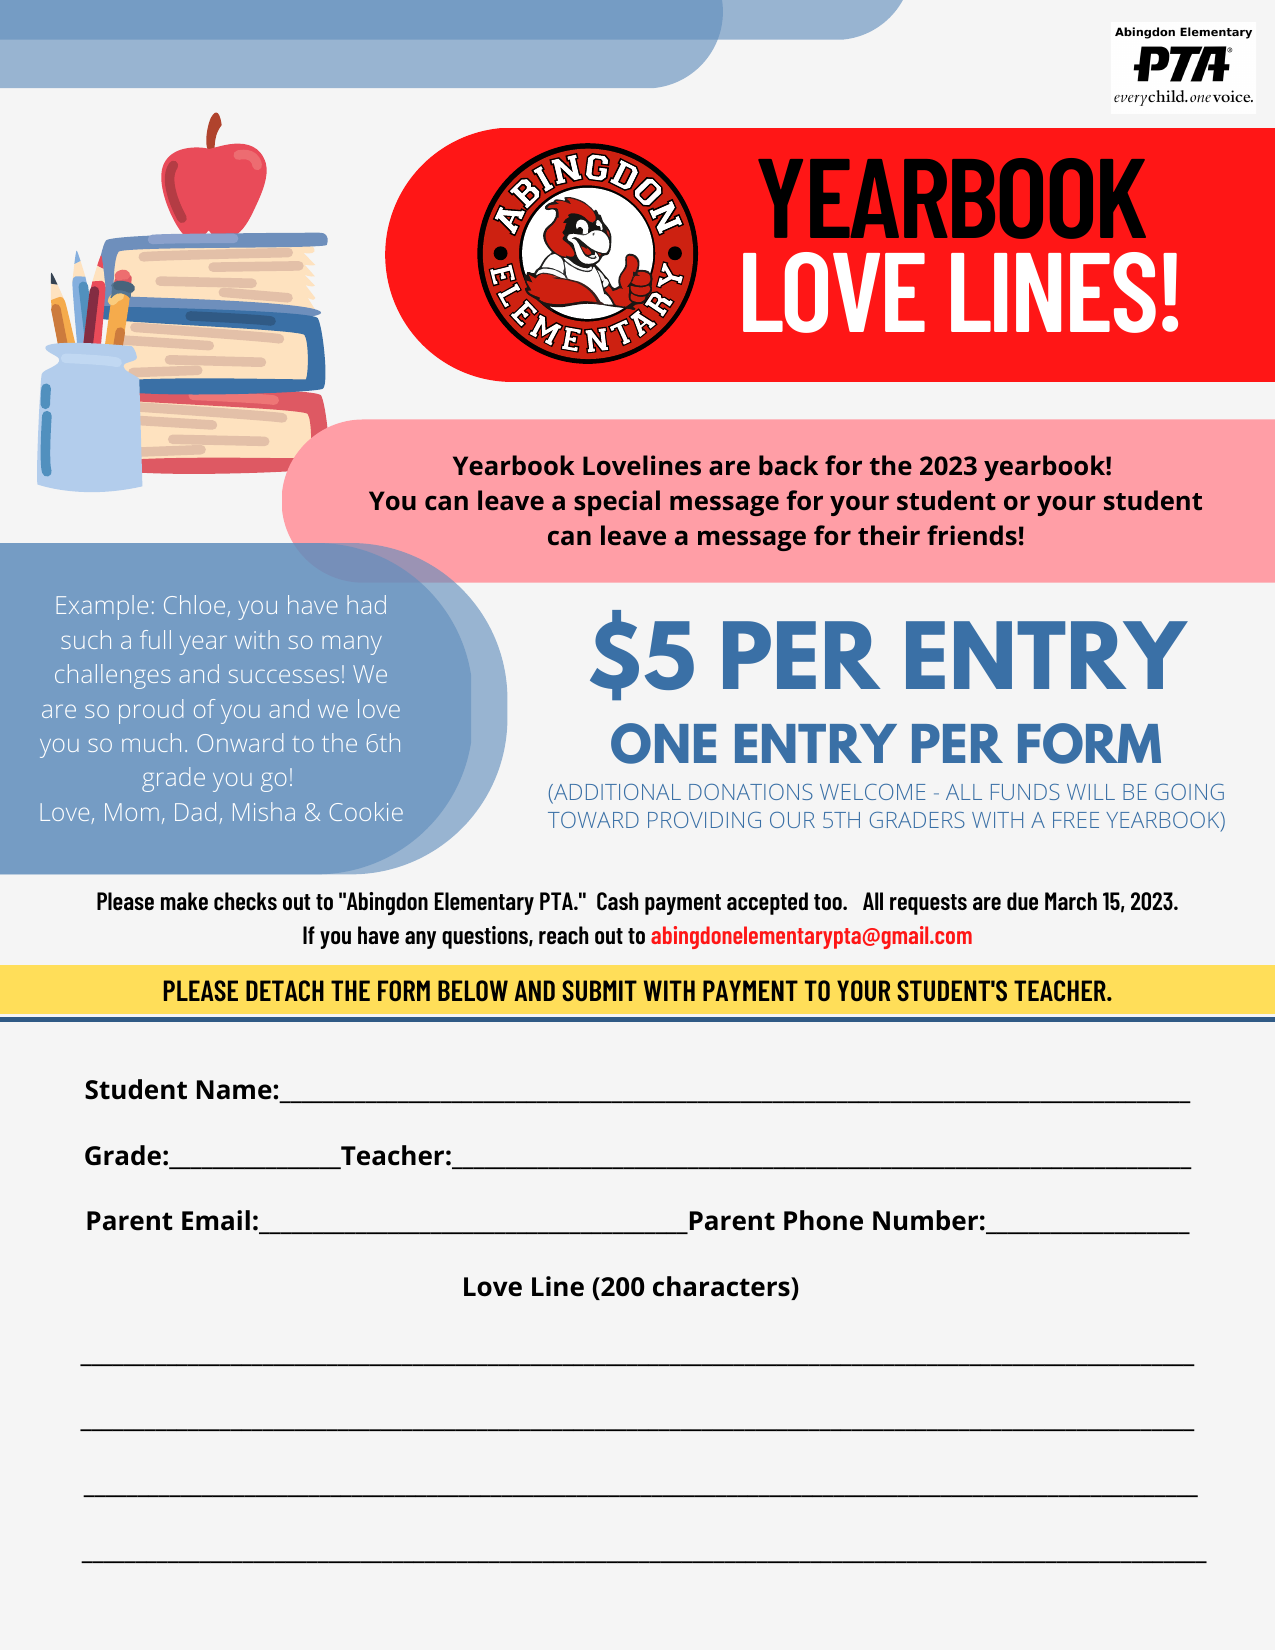 Abingdon Elementary
PTA®
everychild.onevoice.
ABINGDON
ELEMENTARY
YEARBOOK
LOVE LINES!
Yearbook Lovelines are back for the 2023 yearbook!
You can leave a special message for your student or your student
can leave a message for their friends!
Example: Chloe, you have had
such a full year with so many
challenges and successes! We
are so proud of you and we love
you so much. Onward to the 6th
grade you go!
Love, Mom, Dad, Misha & Cookie
$5 PER ENTRY
ONE ENTRY PER FORM
(ADDITIONAL DONATIONS WELCOME - ALL FUNDS WILL BE GOING
TOWARD PROVIDING OUR 5TH GRADERS WITH A FREE YEARBOOK)
Please make checks out to "Abingdon Elementary PTA." Cash payment accepted too. All requests are due March 15, 2023.
If you have any questions, reach out to abingdonelementarypta@gmail.com
PLEASE DETACH THE FORM BELOW AND SUBMIT WITH PAYMENT TO YOUR STUDENT'S TEACHER.
Student Name:
Grade: Teacher:
Parent Email: Parent Phone Number:
Love Line (200 characters)